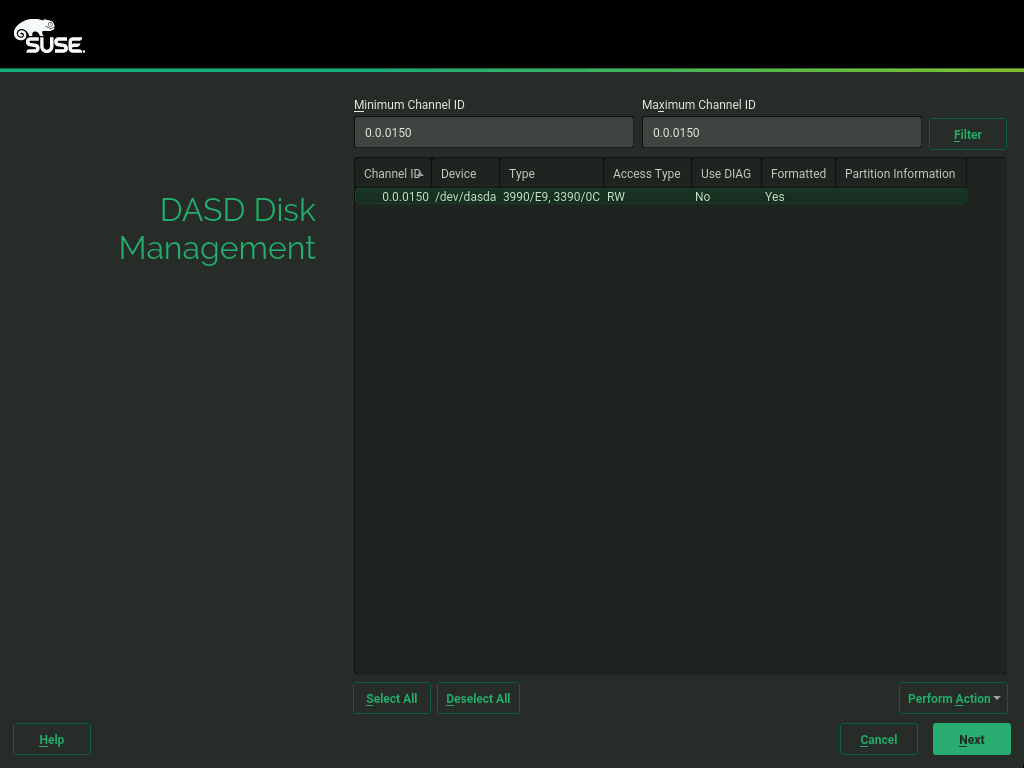 SUSE.
Minimum Channel ID Maximum Channel ID
0.0.0150 0.0.0150 Filter
DASD Disk
Management
Channel ID Device Type Access Type Use DIAG Formatted Partition Information
0.0.0150 /dev/dasda 3990/E9, 3390/0C RW No Yes
Select All Deselect All Perform Action
Help Cancel Next